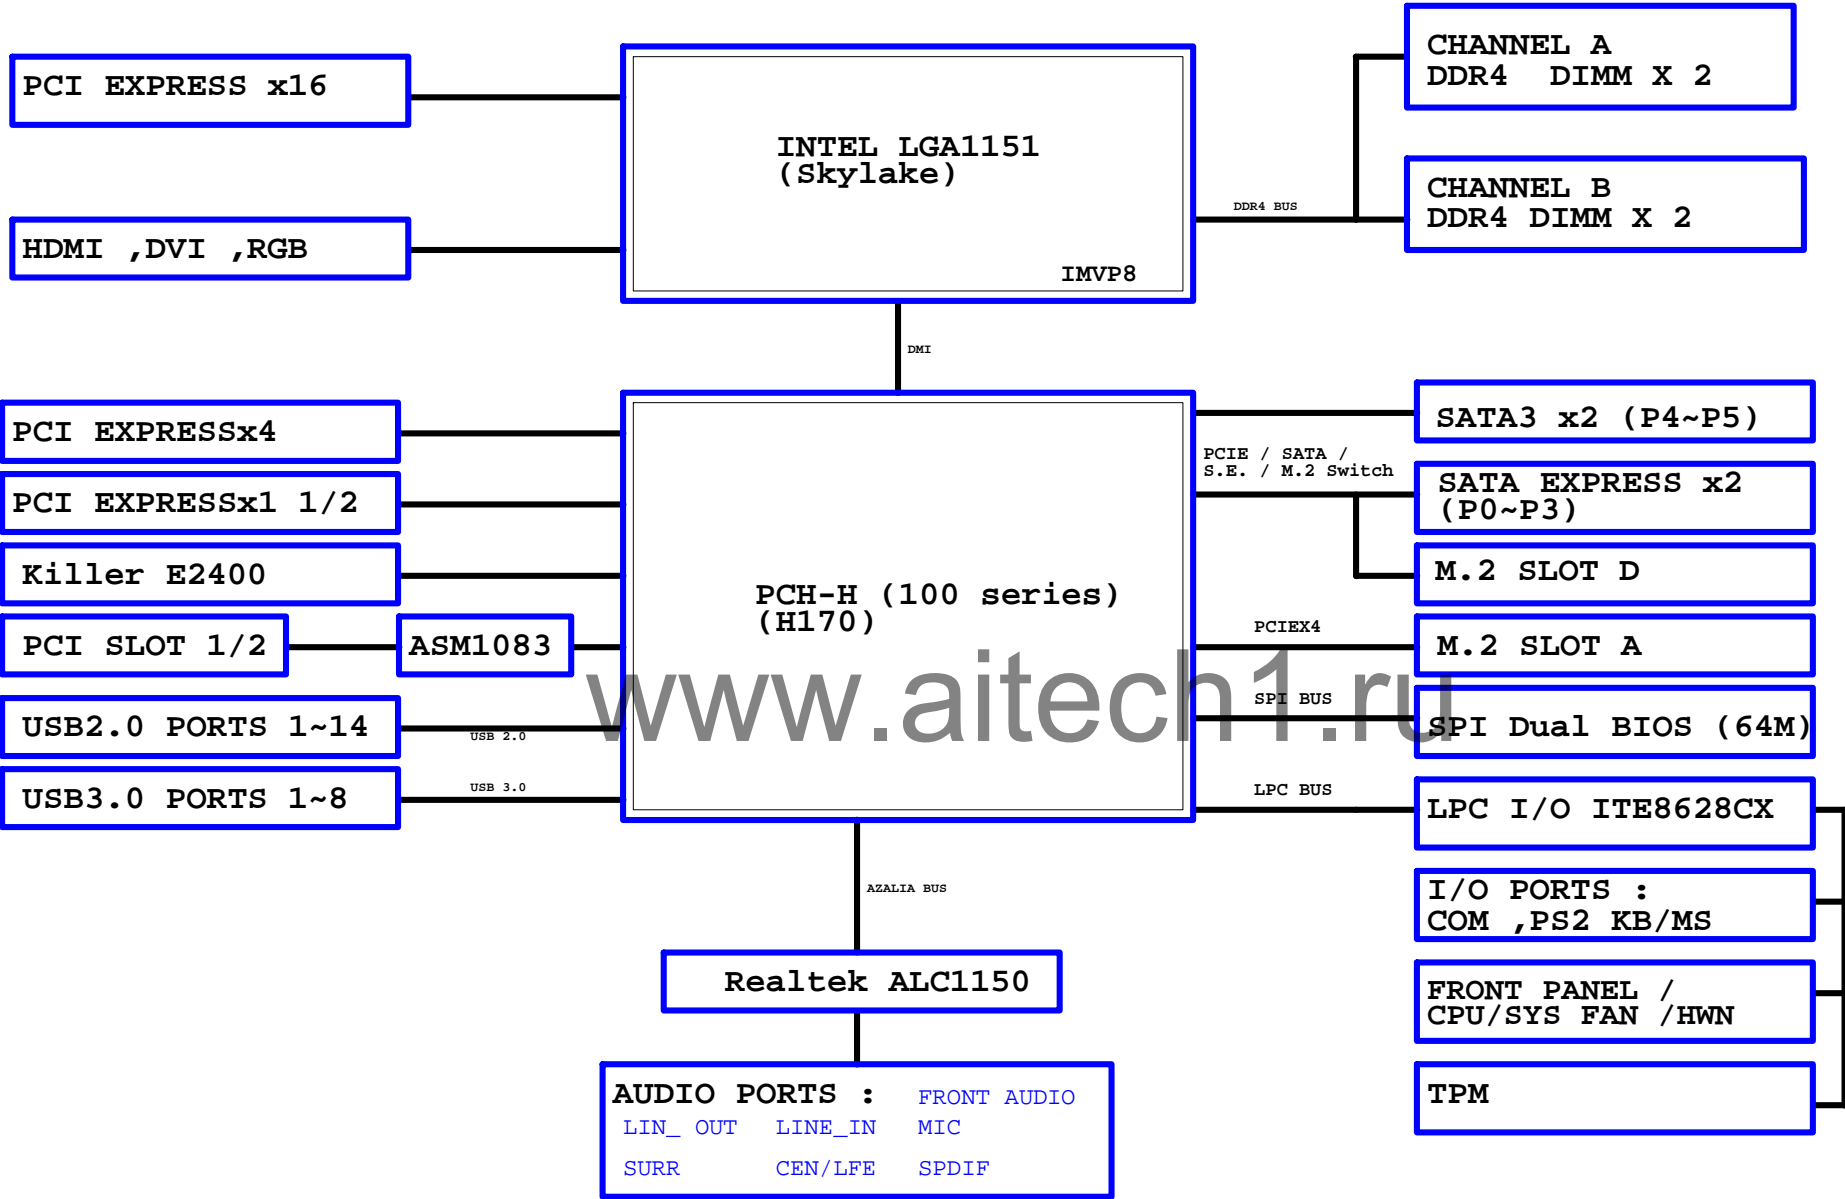 PCI EXPRESS x16
HDMI ,DVI ,RGB
INTEL LGA1151
(Skylake)
IMVP8
CHANNEL A
DDR4 DIMM X 2
DDR4 BUS
CHANNEL B
DDR4 DIMM X 2
DMI
PCI EXPRESSx4
PCI EXPRESSx1 1/2
Killer E2400
PCI SLOT 1/2
ASM1083
USB2.0 PORTS 1~14
USB 2.0
USB3.0 PORTS 1~8
USB 3.0
PCH-H (100 series)
(H170)
www.aitech1.ru
SATA3 x2 (P4~P5)
PCIE / SATA /
S.E. / M.2 Switch
SATA EXPRESS x2
(P0~P3)
M.2 SLOT D
PCIEX4
M.2 SLOT A
SPI BUS
SPI Dual BIOS (64M)
LPC BUS
LPC I/O ITE8628CX
I/O PORTS :
COM ,PS2 KB/MS
FRONT PANEL /
CPU/SYS FAN /HWN
TPM
AZALIA BUS
Realtek ALC1150
AUDIO PORTS : FRONT AUDIO
LIN_ OUT LINE_IN MIC
SURR CEN/LFE SPDIF